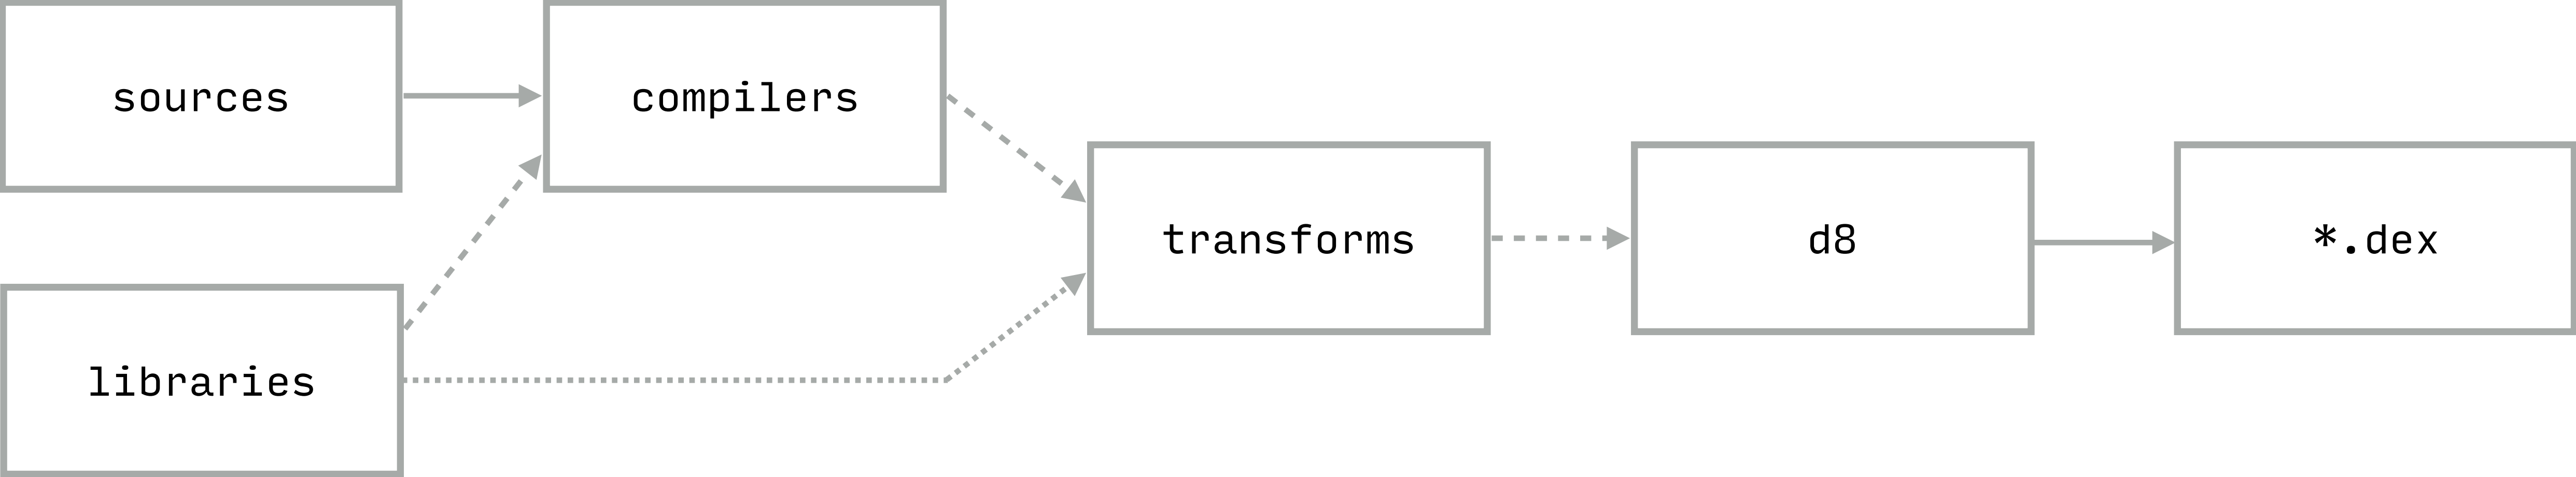 sources
compilers
transforms
d8
*.dex
libraries